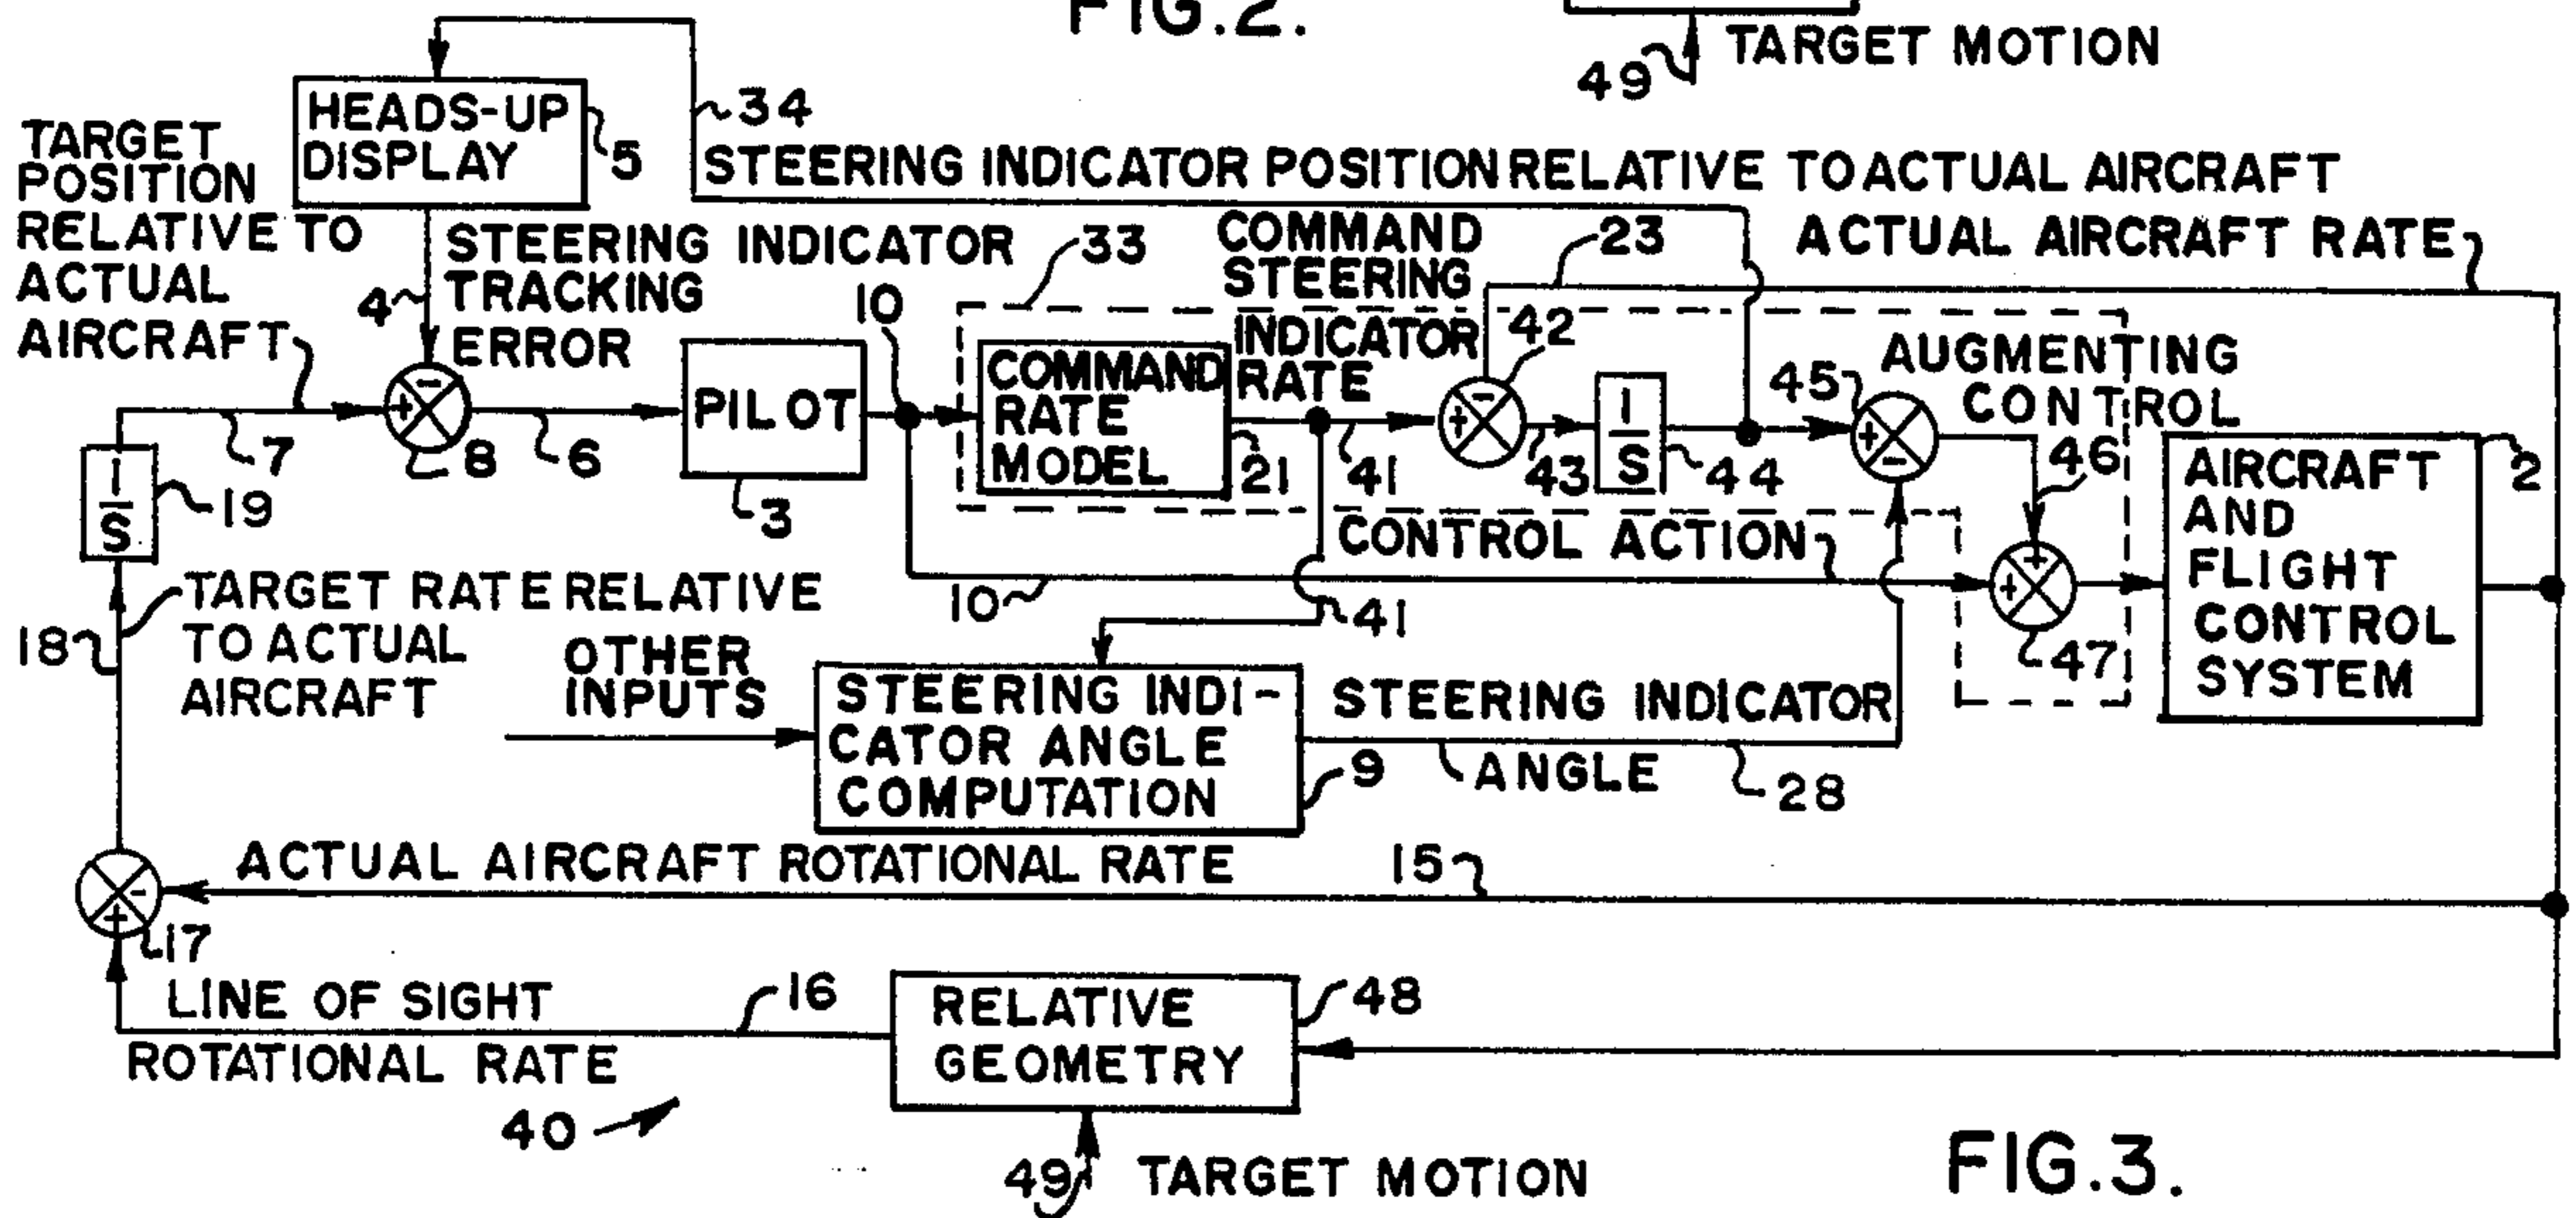 FIG.2.
49 TARGET MOTION
HEADS-UP
DISPLAY
5
34
TARGET
POSITION
RELATIVE TO
ACTUAL
AIRCRAFT
STEERING INDICATOR POSITION RELATIVE TO ACTUAL AIRCRAFT
ACTUAL AIRCRAFT RATE
23
STEERING INDICATOR
TRACKING
ERROR
4
33
COMMAND
STEERING
INDICATOR
RATE
10
42
+
-
8
7
6
PILOT
3
COMMAND
RATE
MODEL
21
41
+
-
43
1
S
44
45
+
-
AUGMENTING
CONTROL
46
AIRCRAFT
AND
FLIGHT
CONTROL
SYSTEM
2
1
S
19
CONTROL ACTION
10
41
+
+
47
18
TARGET RATE RELATIVE
TO ACTUAL
AIRCRAFT
OTHER
INPUTS
STEERING INDI-
CATOR ANGLE
COMPUTATION
9
STEERING INDICATOR
ANGLE
28
ACTUAL AIRCRAFT ROTATIONAL RATE
15
-
+
17
LINE OF SIGHT
ROTATIONAL RATE
16
RELATIVE
GEOMETRY
48
40
49 TARGET MOTION
FIG.3.